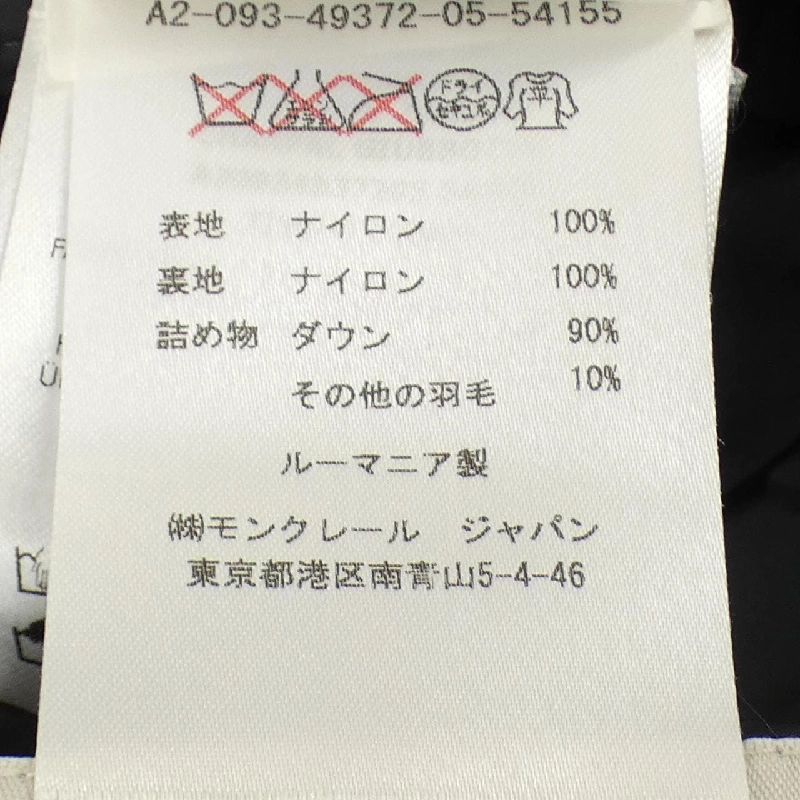 A2-093-49372-05-54155
ドライ
セキユ系
平
表地 ナイロン 100%
裏地 ナイロン 100%
詰め物 ダウン 90%
その他の羽毛 10%
ルーマニア製
㈱モンクレール ジャパン
東京都港区南青山5-4-46